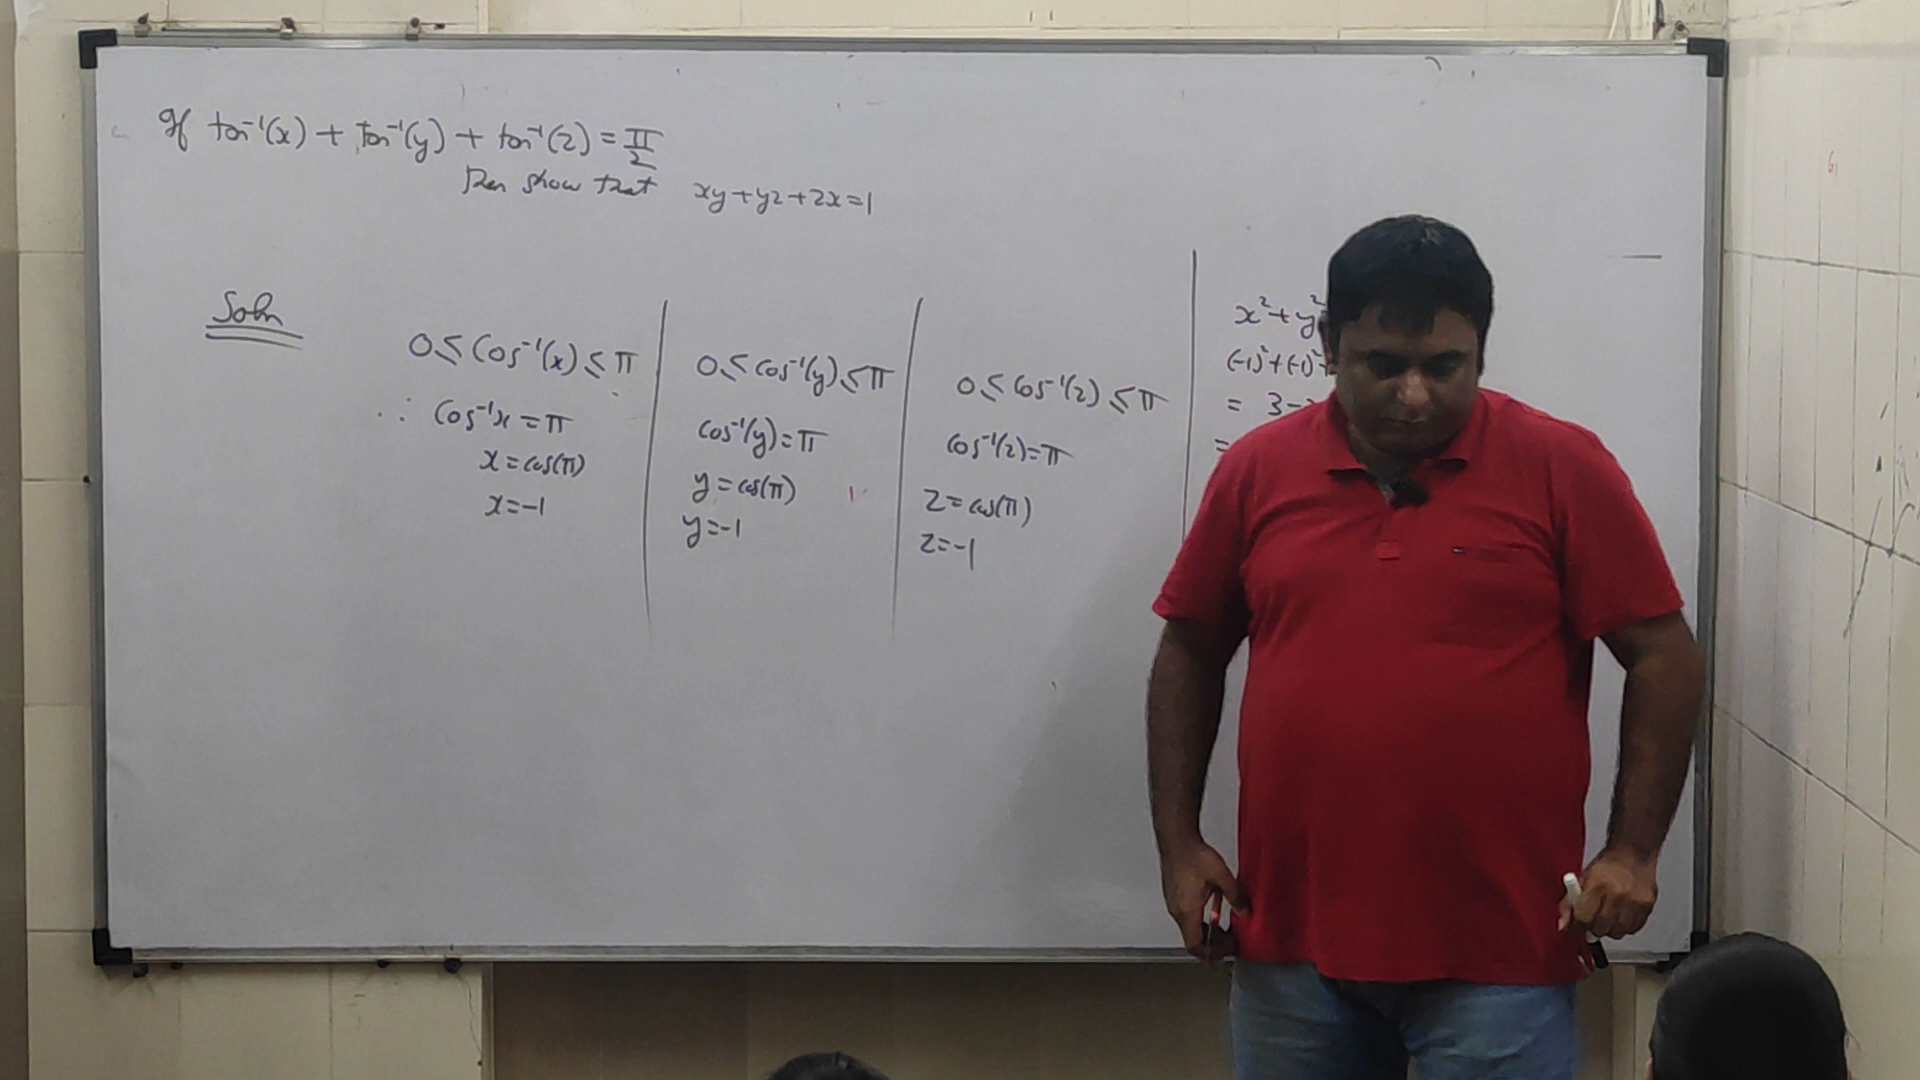 If tan⁻¹(x) + tan⁻¹(y) + tan⁻¹(z) = π/2
then show that xy+yz+zx=1
Soln
0≤Cos⁻¹(x)≤π
∴ Cos⁻¹x=π
x=cos(π)
x=-1
0≤cos⁻¹(y)≤π
cos⁻¹(y)=π
y=cos(π)
y=-1
0≤cos⁻¹(z)≤π
cos⁻¹(z)=π
z=cos(π)
z=-1
x²+y²
(-1)²+(-1)²+
= 3-
=